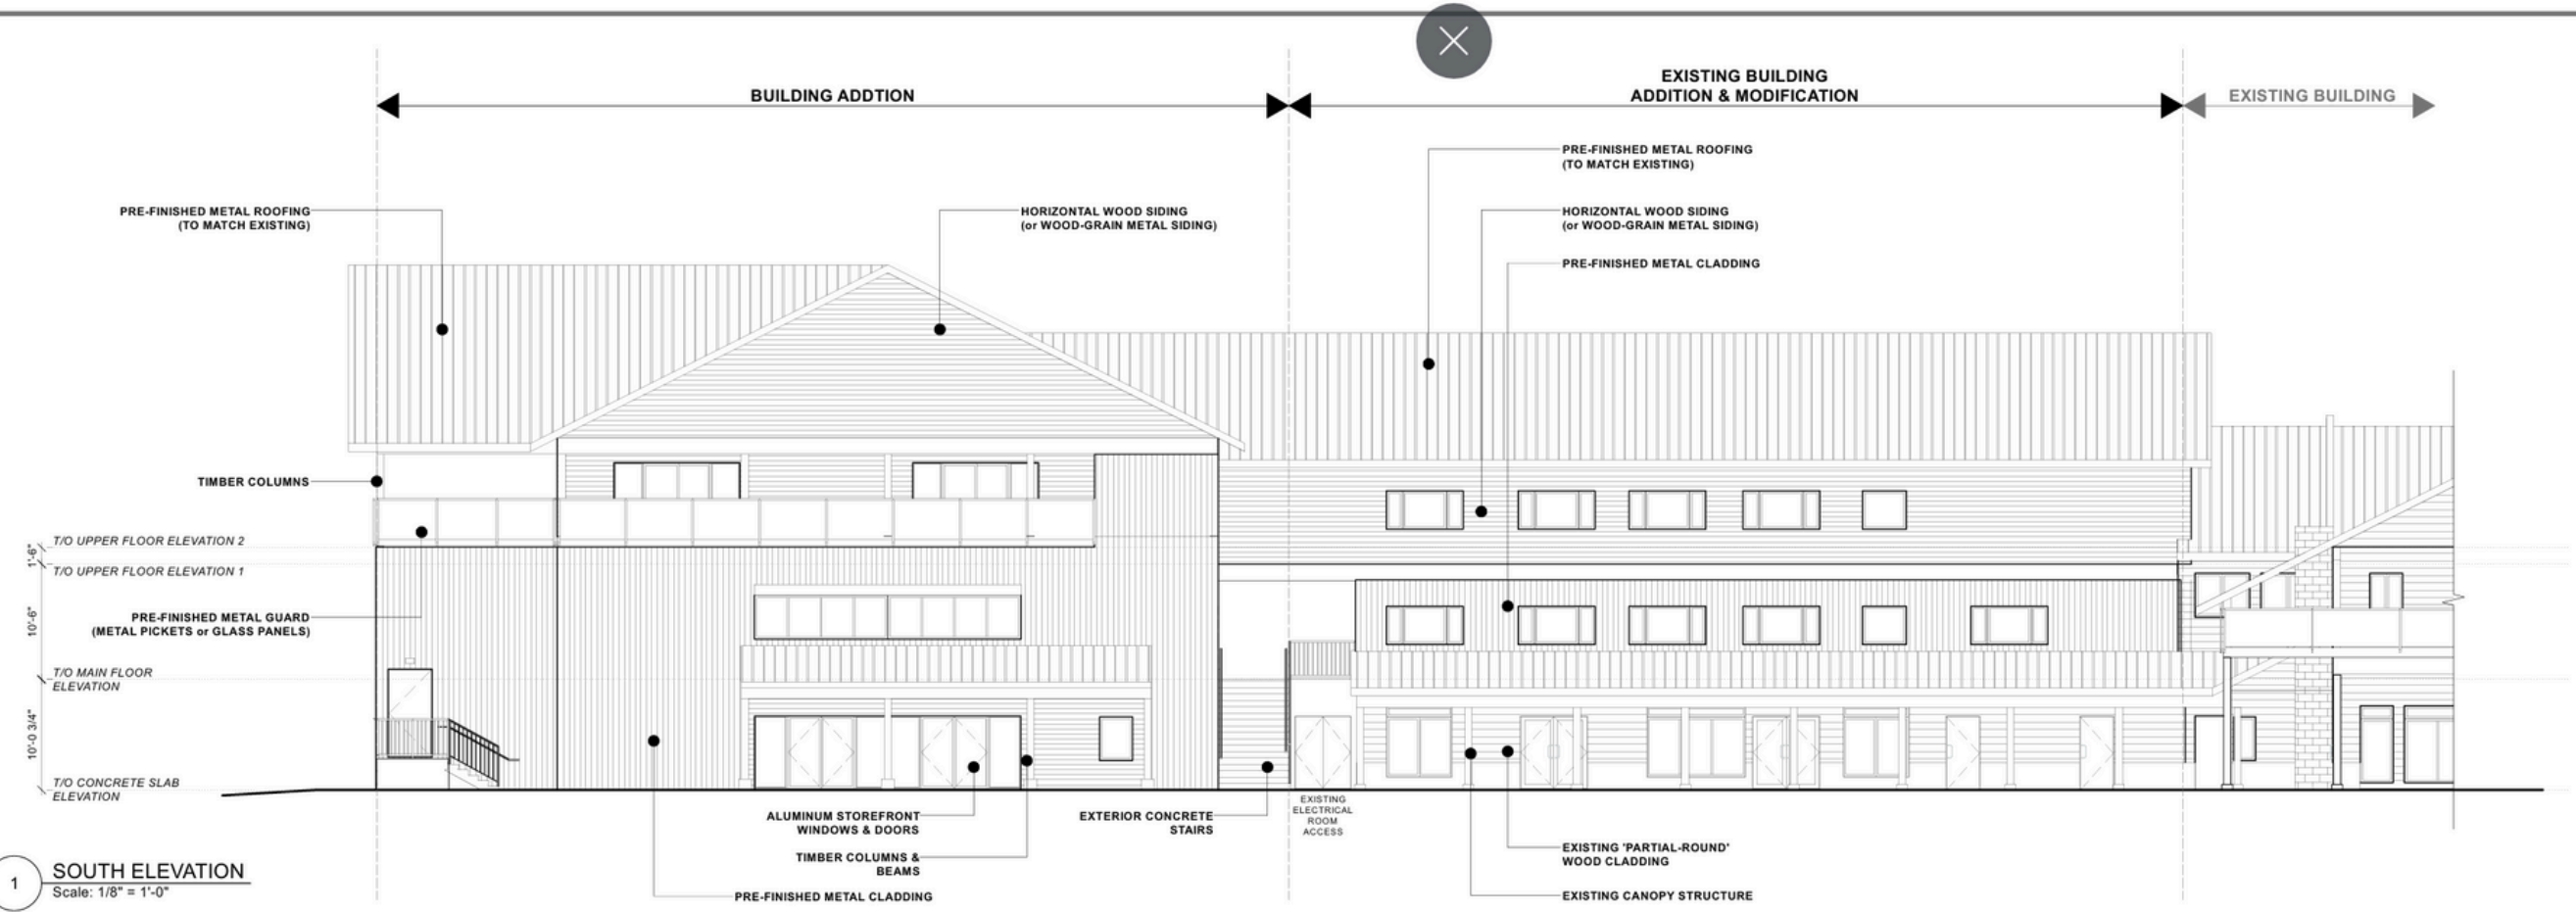 BUILDING ADDTION
EXISTING BUILDING
ADDITION & MODIFICATION
EXISTING BUILDING
PRE-FINISHED METAL ROOFING
(TO MATCH EXISTING)
PRE-FINISHED METAL ROOFING
(TO MATCH EXISTING)
HORIZONTAL WOOD SIDING
(or WOOD-GRAIN METAL SIDING)
HORIZONTAL WOOD SIDING
(or WOOD-GRAIN METAL SIDING)
PRE-FINISHED METAL CLADDING
TIMBER COLUMNS
T/O UPPER FLOOR ELEVATION 2
1'-6"
T/O UPPER FLOOR ELEVATION 1
10'-6"
PRE-FINISHED METAL GUARD
(METAL PICKETS or GLASS PANELS)
T/O MAIN FLOOR
ELEVATION
10'-0 3/4"
T/O CONCRETE SLAB
ELEVATION
ALUMINUM STOREFRONT
WINDOWS & DOORS
TIMBER COLUMNS &
BEAMS
PRE-FINISHED METAL CLADDING
EXTERIOR CONCRETE
STAIRS
EXISTING
ELECTRICAL
ROOM
ACCESS
EXISTING 'PARTIAL-ROUND'
WOOD CLADDING
EXISTING CANOPY STRUCTURE
1
SOUTH ELEVATION
Scale: 1/8" = 1'-0"